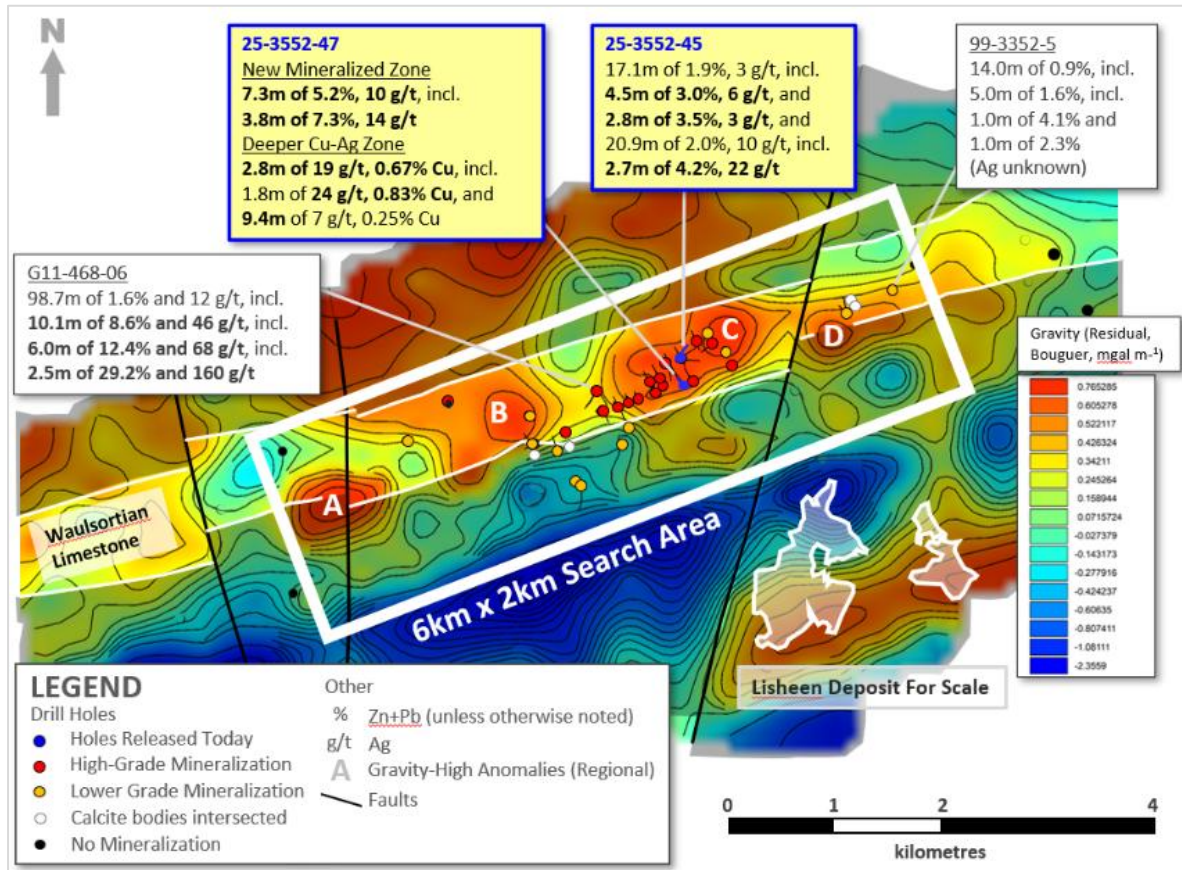 N
25-3552-47
New Mineralized Zone
7.3m of 5.2%, 10 g/t, incl.
3.8m of 7.3%, 14 g/t
Deeper Cu-Ag Zone
2.8m of 19 g/t, 0.67% Cu, incl.
1.8m of 24 g/t, 0.83% Cu, and
9.4m of 7 g/t, 0.25% Cu
25-3552-45
17.1m of 1.9%, 3 g/t, incl.
4.5m of 3.0%, 6 g/t, and
2.8m of 3.5%, 3 g/t, and
20.9m of 2.0%, 10 g/t, incl.
2.7m of 4.2%, 22 g/t
99-3352-5
14.0m of 0.9%, incl.
5.0m of 1.6%, incl.
1.0m of 4.1% and
1.0m of 2.3%
(Ag unknown)
G11-468-06
98.7m of 1.6% and 12 g/t, incl.
10.1m of 8.6% and 46 g/t, incl.
6.0m of 12.4% and 68 g/t, incl.
2.5m of 29.2% and 160 g/t
A
B
C
D
Waulsortian
Limestone
6km x 2km Search Area
Gravity (Residual,
Bouguer, mgal m-1)
0.765285
0.605278
0.522117
0.426324
0.34211
0.245264
0.158944
0.0715724
-0.027379
-0.143173
-0.277916
-0.424237
-0.60635
-0.807411
-1.08111
-2.3559
Lisheen Deposit For Scale
LEGEND
Drill Holes
Holes Released Today
High-Grade Mineralization
Lower Grade Mineralization
Calcite bodies intersected
No Mineralization
Other
% Zn+Pb (unless otherwise noted)
g/t Ag
A Gravity-High Anomalies (Regional)
Faults
0 1 2 4
kilometres